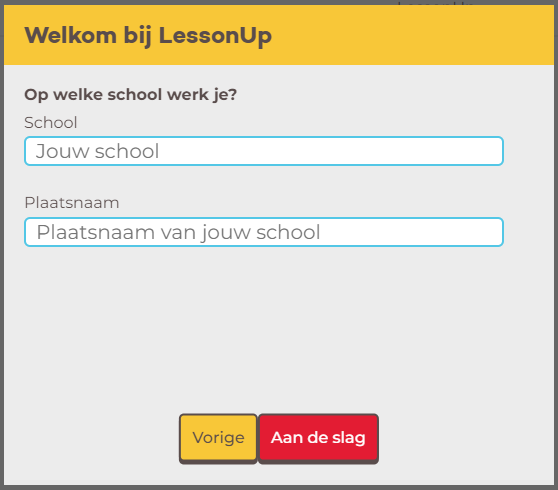 Welkom bij LessonUp
Op welke school werk je?
School
Jouw school
Plaatsnaam
Plaatsnaam van jouw school
Vorige
Aan de slag